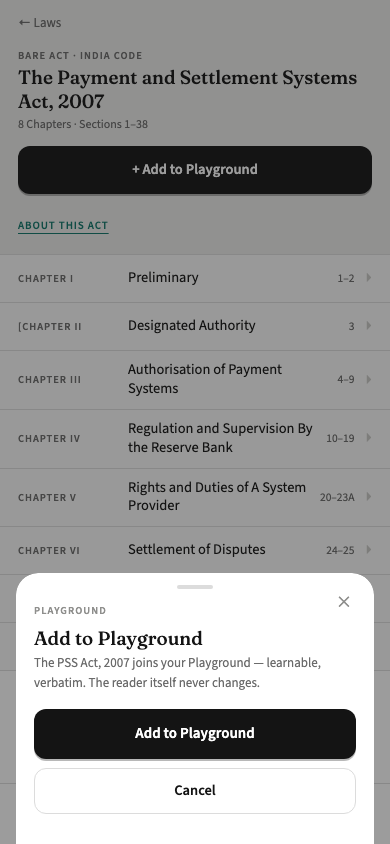 ← Laws
BARE ACT · INDIA CODE
The Payment and Settlement Systems
Act, 2007
8 Chapters · Sections 1–38
+ Add to Playground
ABOUT THIS ACT
CHAPTER I Preliminary 1–2
[CHAPTER II Designated Authority 3
CHAPTER III Authorisation of Payment
Systems 4–9
CHAPTER IV Regulation and Supervision By
the Reserve Bank 10–19
CHAPTER V Rights and Duties of A System
Provider 20–23A
CHAPTER VI Settlement of Disputes 24–25
PLAYGROUND
Add to Playground
The PSS Act, 2007 joins your Playground — learnable,
verbatim. The reader itself never changes.
Add to Playground
Cancel